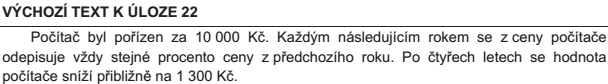 VÝCHOZÍ TEXT K ÚLOZE 22
Počítač byl pořízen za 10 000 Kč. Každým následujícím rokem se z ceny počítače
odepisuje vždy stejné procento ceny z předchozího roku. Po čtyřech letech se hodnota
počítače sníží přibližně na 1 300 Kč.